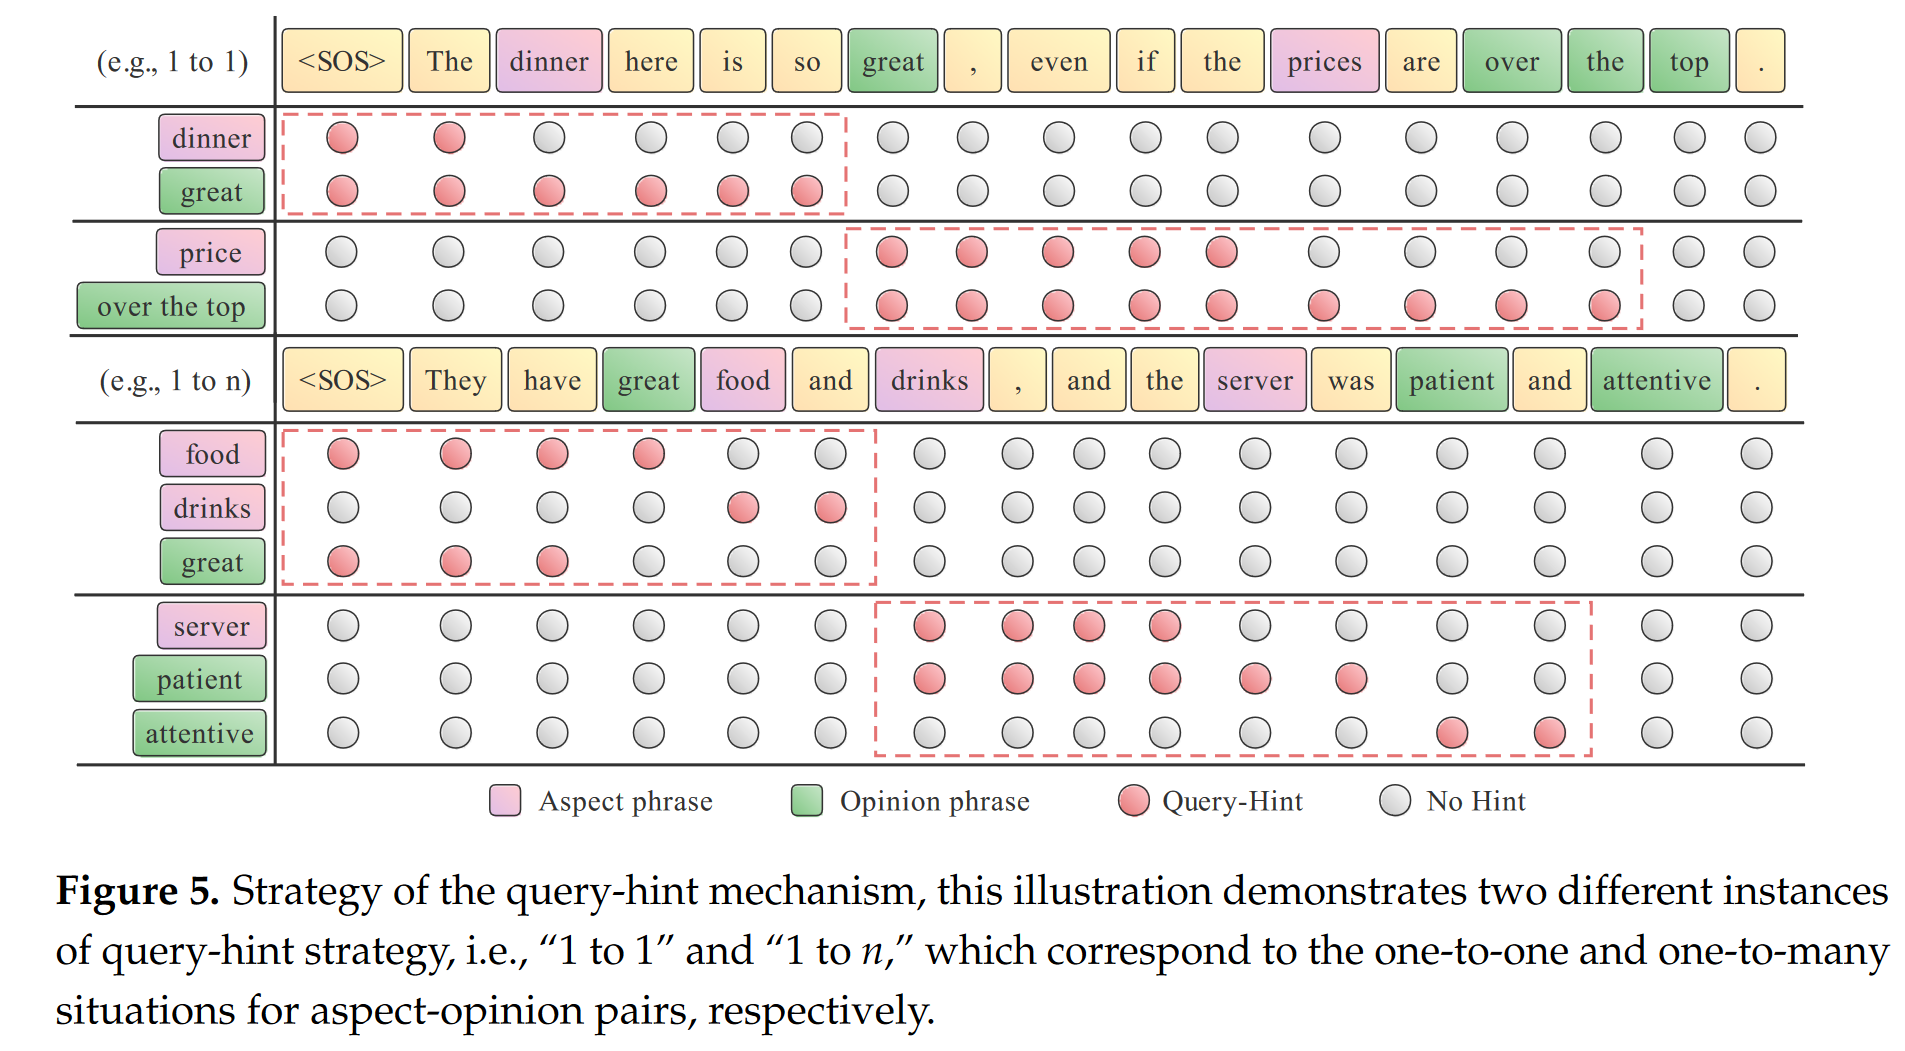 (e.g., 1 to 1) <SOS> The dinner here is so great , even if the prices are over the top .
dinner
great
price
over the top
(e.g., 1 to n) <SOS> They have great food and drinks , and the server was patient and attentive .
food
drinks
great
server
patient
attentive
Aspect phrase Opinion phrase Query-Hint No Hint
Figure 5. Strategy of the query-hint mechanism, this illustration demonstrates two different instances
of query-hint strategy, i.e., “1 to 1” and “1 to n,” which correspond to the one-to-one and one-to-many
situations for aspect-opinion pairs, respectively.